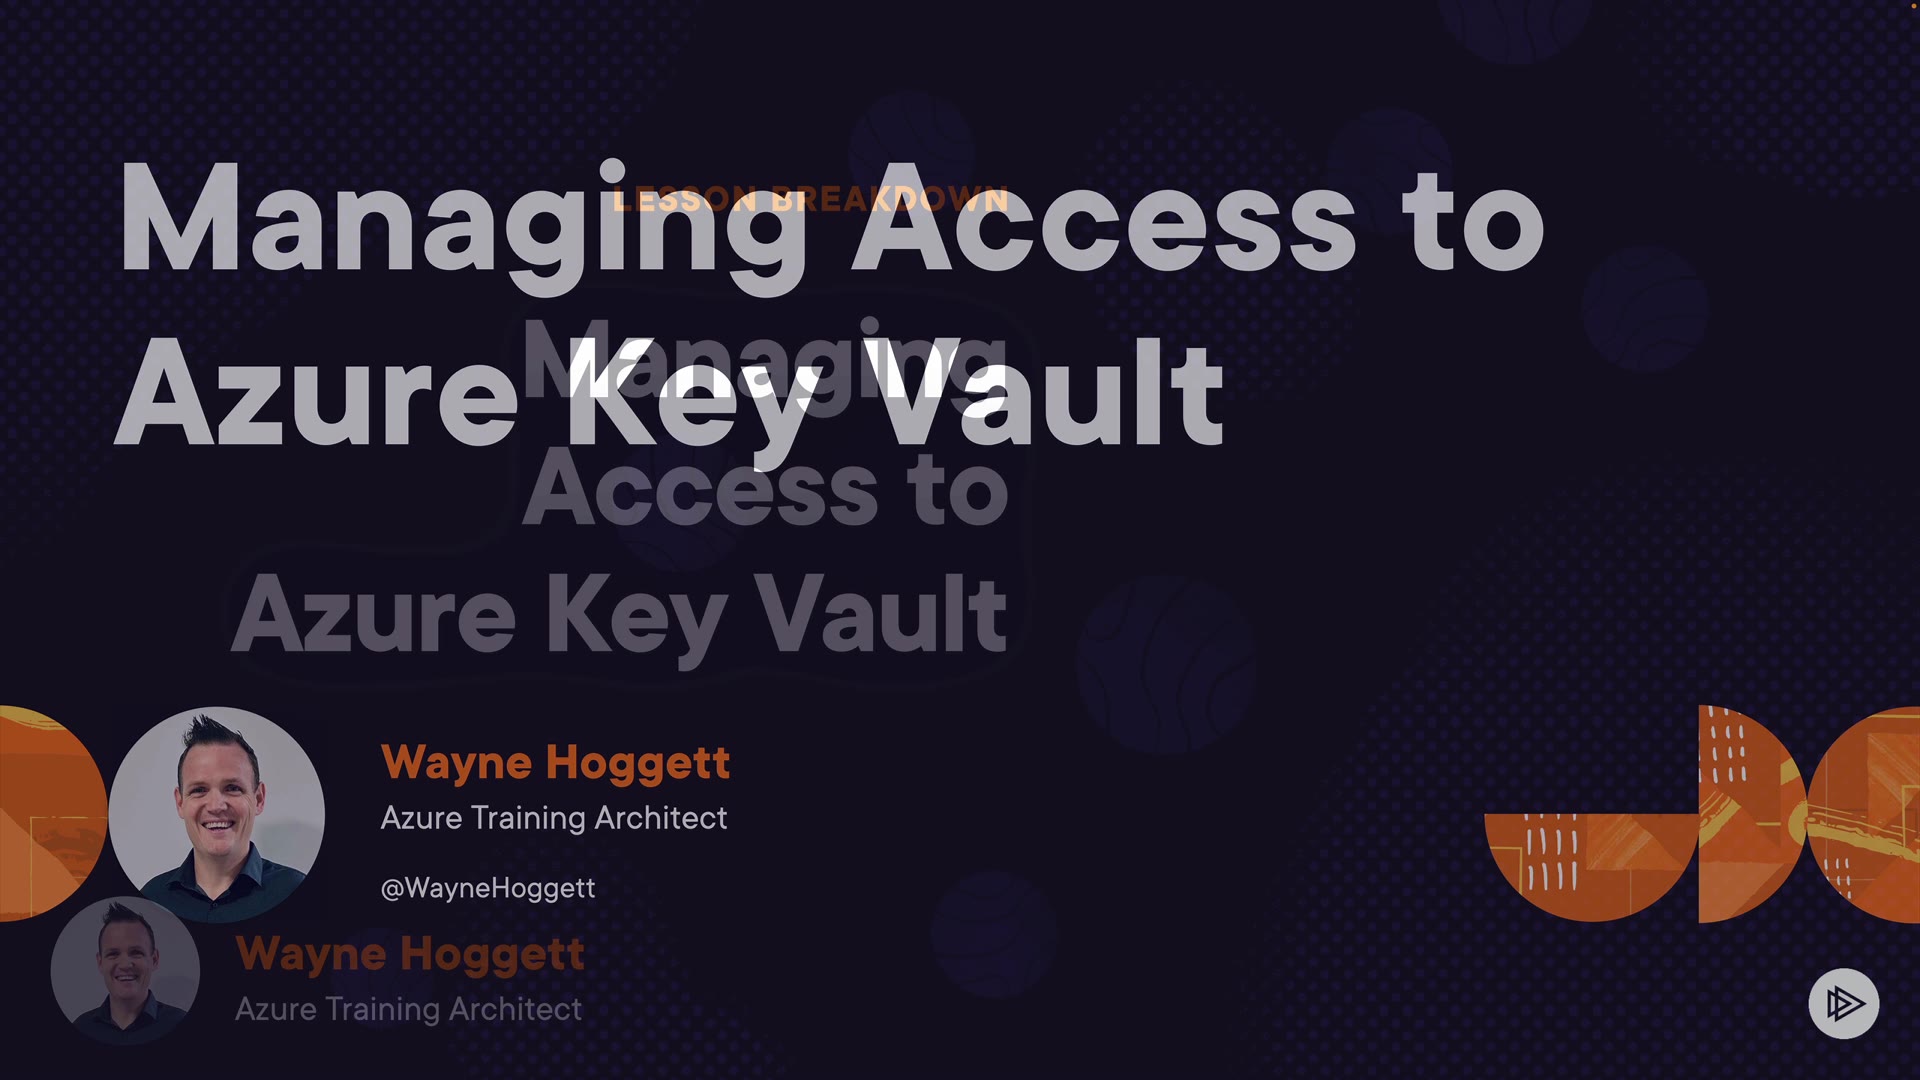 Managing Access to
Azure Key Vault
LESSON BREAKDOWN
Managing
Access to
Azure Key Vault
Wayne Hoggett
Azure Training Architect
@WayneHoggett
Wayne Hoggett
Azure Training Architect